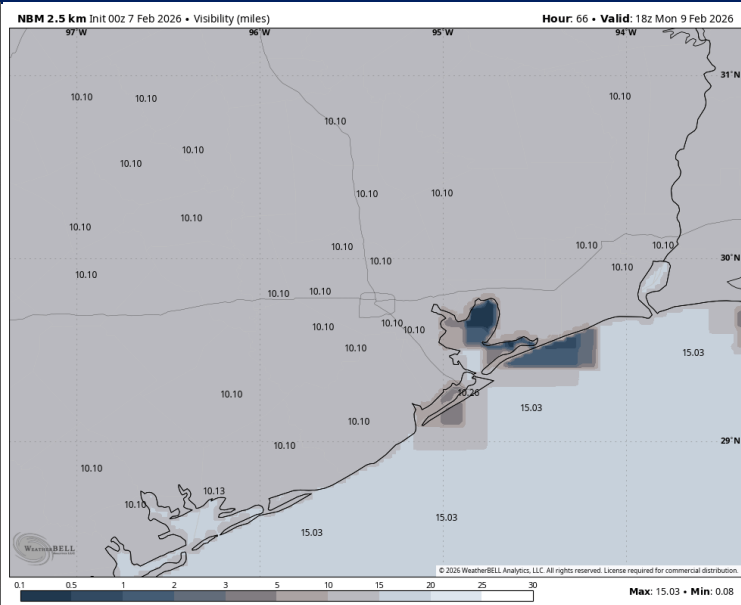 NBM 2.5 km Init 00z 7 Feb 2026 • Visibility (miles)
Hour: 66 • Valid: 18z Mon 9 Feb 2026
97°W 96°W 95°W 94°W
31°N
10.10 10.10 10.10
10.10
10.10
10.10
10.10 10.10
10.10
10.10
10.10 10.10 10.10
30°N
10.10 10.10
10.10
10.10 10.10
10.10 10.10 10.10
10.10
15.03
10.10 10.26
15.03
10.10
29°N
10.10
10.10
10.13
10.10
15.03
15.03
WeatherBELL
© 2026 WeatherBELL Analytics, LLC. All rights reserved. License required for commercial distribution.
0.1 0.5 1 2 3 5 10 15 20 25 30
Max: 15.03 • Min: 0.08